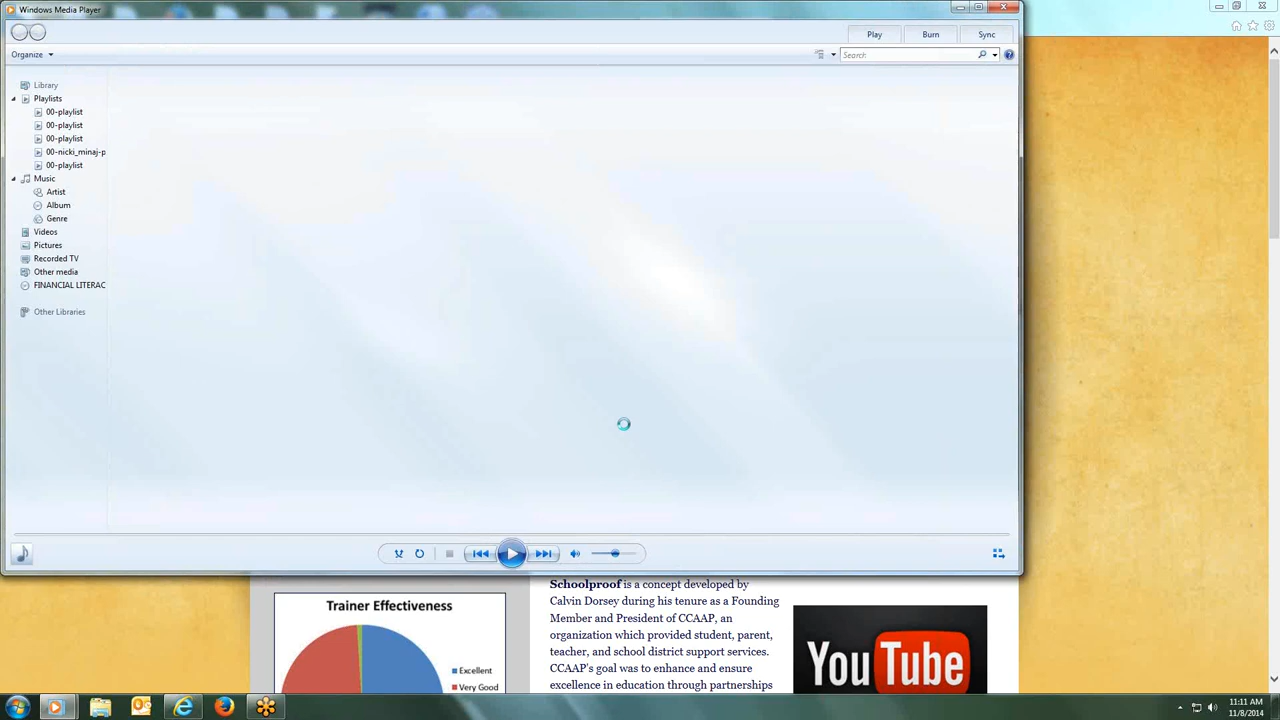 Windows Media Player
Play
Burn
Sync
Organize
Search
Library
Playlists
00-playlist
00-playlist
00-playlist
00-nicki_minaj-p
00-playlist
Music
Artist
Album
Genre
Videos
Pictures
Recorded TV
Other media
FINANCIAL LITERAC
Other Libraries
Trainer Effectiveness
Excellent
Very Good
Schoolproof is a concept developed by
Calvin Dorsey during his tenure as a Founding
Member and President of CCAAP, an
organization which provided student, parent,
teacher, and school district support services.
CCAAP's goal was to enhance and ensure
excellence in education through partnerships
YouTube
11:11 AM
11/8/2014